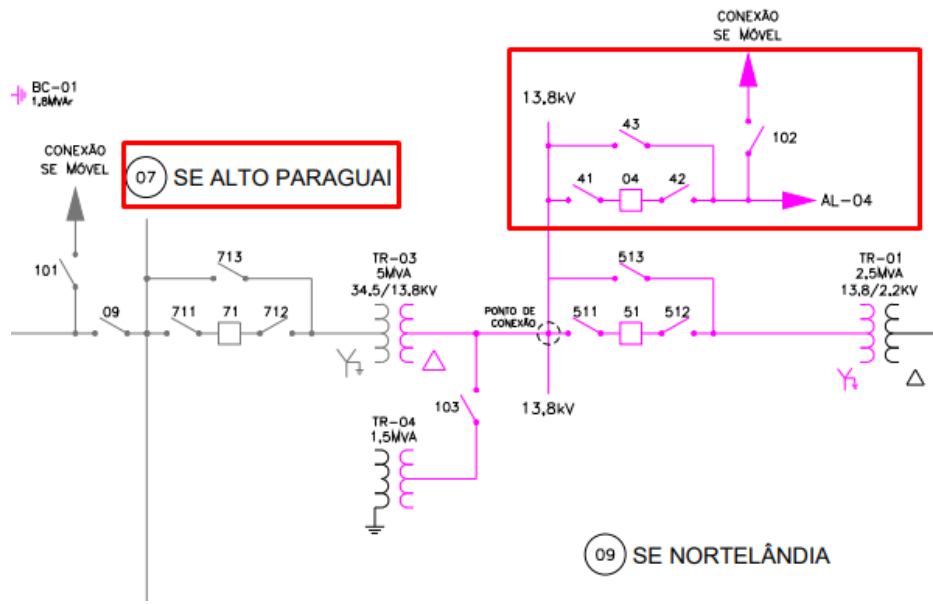 CONEXÃO
SE MÓVEL
BC-01
1,8MVAr
13,8kV
43
102
CONEXÃO
SE MÓVEL
07 SE ALTO PARAGUAI
41 04 42
AL-04
101
713
TR-03
5MVA
34.5/13.8KV
513
TR-01
2.5MVA
13.8/2.2KV
09 711 71 712
PONTO DE
CONEXÃO
511 51 512
103
13,8kV
TR-04
1,5MVA
09 SE NORTELÂNDIA